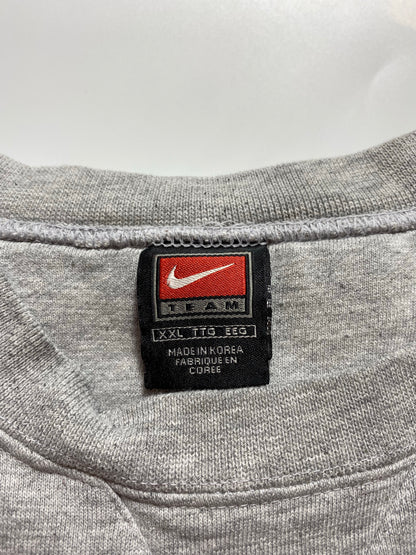 TEAM
XXL TTG EEG
MADE IN KOREA
FABRIQUE EN
COREE